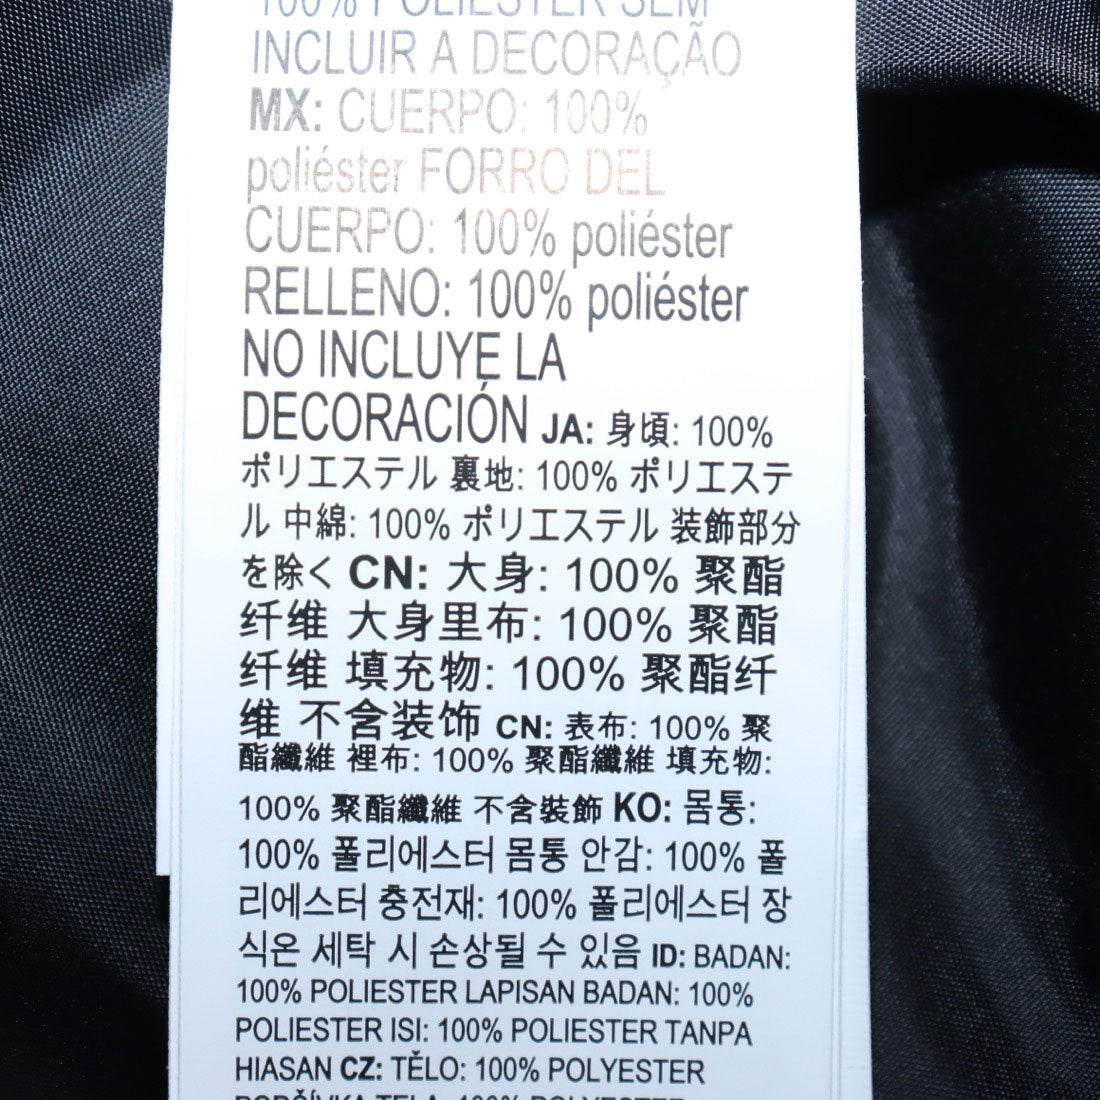 100% POLIESTER SEM
INCLUIR A DECORAÇÃO
MX: CUERPO: 100%
poliéster FORRO DEL
CUERPO: 100% poliéster
RELLENO: 100% poliéster
NO INCLUYE LA
DECORACIÓN JA: 身頃: 100%
ポリエステル 裏地: 100% ポリエステ
ル 中綿: 100% ポリエステル 装飾部分
を除く CN: 大身: 100% 聚酯
纤维 大身里布: 100% 聚酯
纤维 填充物: 100% 聚酯纤
维 不含装饰 CN: 表布: 100% 聚
酯纖維 裡布: 100% 聚酯纖維 填充物:
100% 聚酯纖維 不含裝飾 KO: 몸통:
100% 폴리에스터 몸통 안감: 100% 폴
리에스터 충전재: 100% 폴리에스터 장
식은 세탁 시 손상될 수 있음 ID: BADAN:
100% POLIESTER LAPISAN BADAN: 100%
POLIESTER ISI: 100% POLIESTER TANPA
HIASAN CZ: TĚLO: 100% POLYESTER
PODŠÍVKA TĚLA: 100% POLYESTER